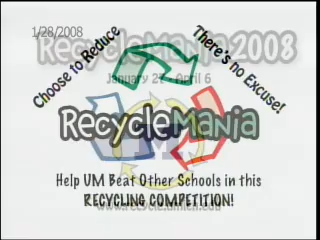 1/28/2008
RecycleMania 2008
Choose to Reduce
There's no Excuse!
January 27 - April 6
RecycleMania
Help UM Beat Other Schools in this
RECYCLING COMPETITION!